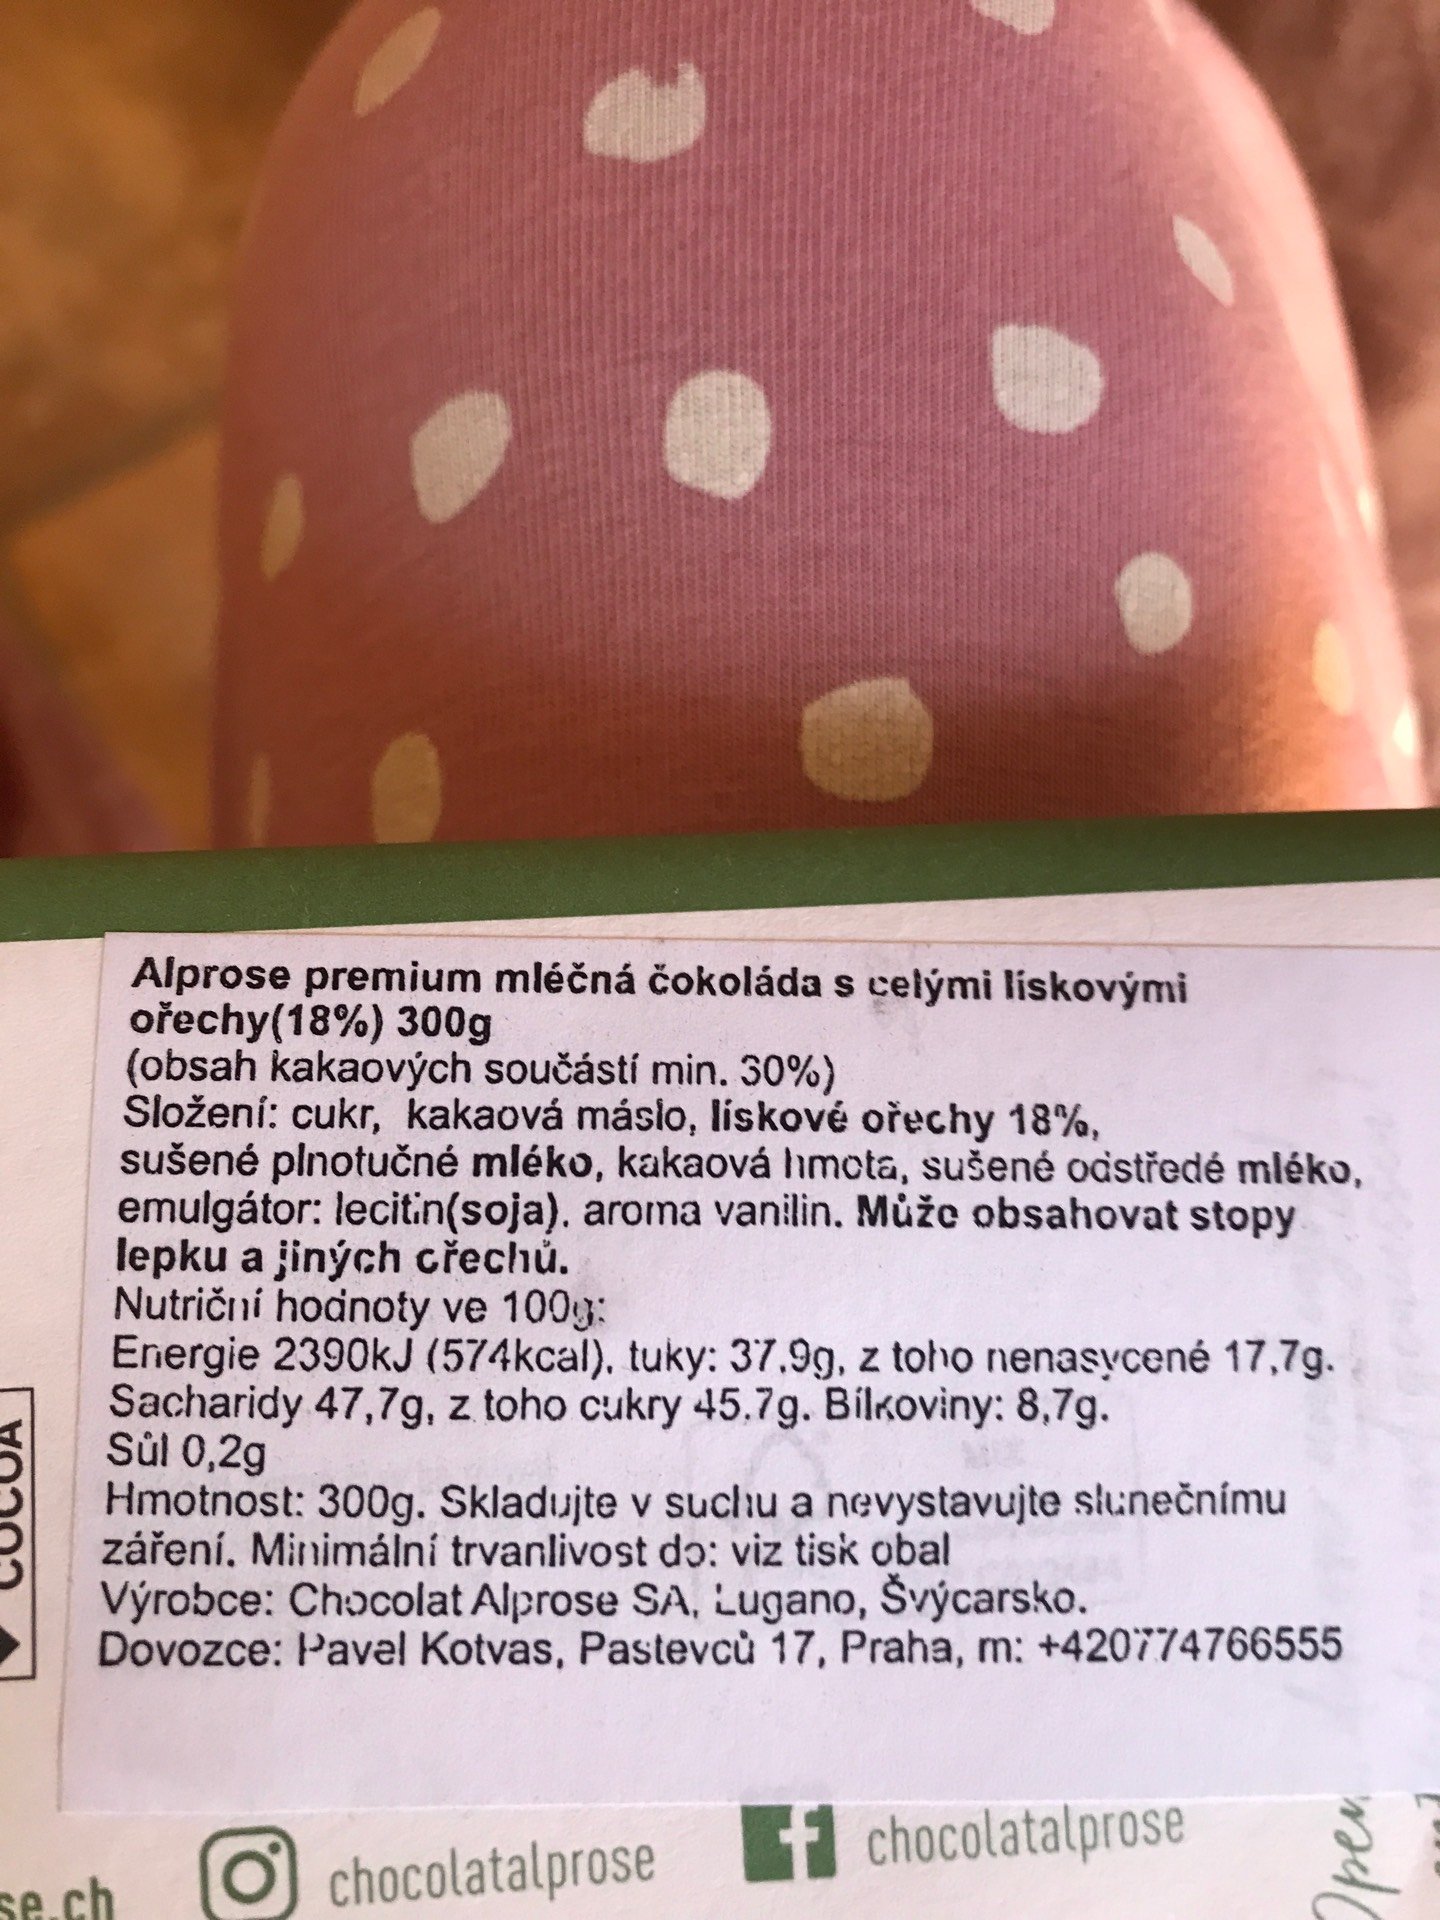 Alprose premium mléčná čokoláda s celými lískovými
ořechy(18%) 300g
(obsah kakaových součástí min. 30%)
Složení: cukr, kakaová máslo, lískové ořechy 18%,
sušené plnotučné mléko, kakaová hmota, sušené odstředé mléko,
emulgátor: lecitin(soja), aroma vanilin. Může obsahovat stopy
lepku a jiných ořechů.
Nutriční hodnoty ve 100g:
Energie 2390kJ (574kcal), tuky: 37,9g, z toho nenasycené 17,7g.
Sacharidy 47,7g, z toho cukry 45,7g. Bílkoviny: 8,7g.
Sůl 0,2g
Hmotnost: 300g. Skladujte v suchu a nevystavujte slunečnímu
záření. Minimální trvanlivost do: viz tisk obal
Výrobce: Chocolat Alprose SA, Lugano, Švýcarsko.
Dovozce: Pavel Kotvas, Pastevců 17, Praha, m: +420774766555
COCOA
se.ch
chocolatalprose
chocolatalprose
Open